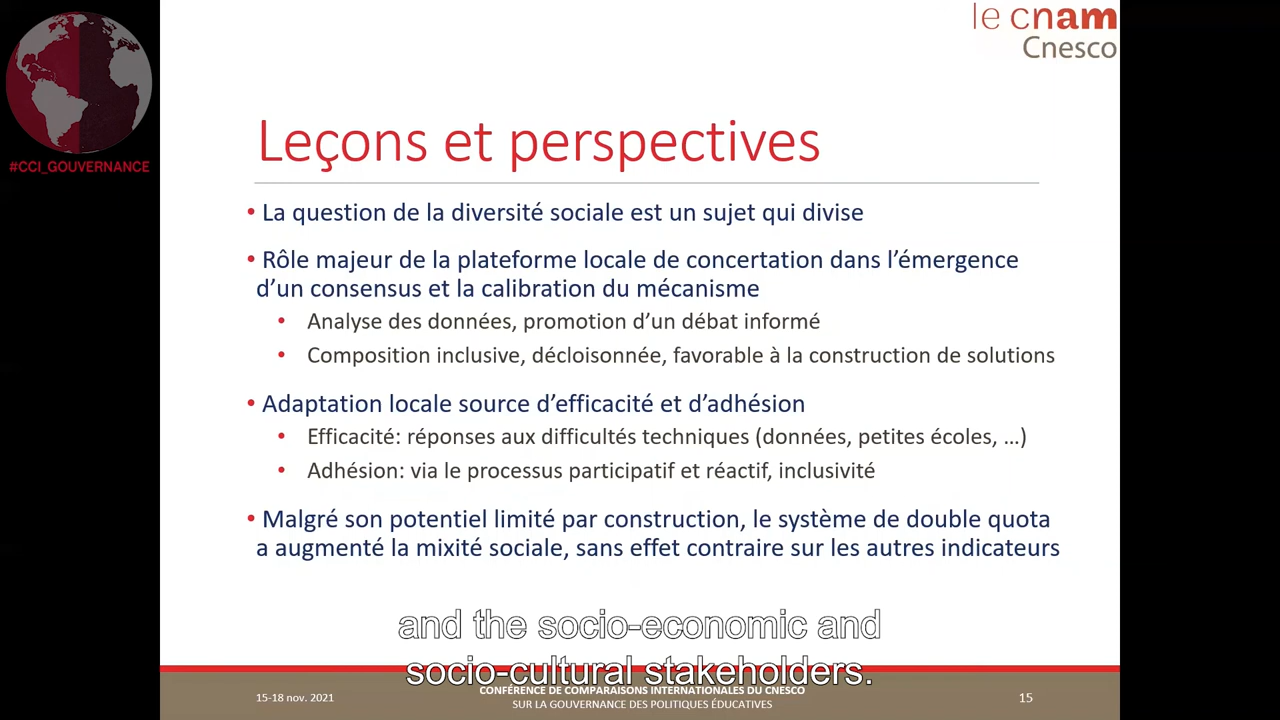 le cnam
Cnesco
#CCI_GOUVERNANCE
Leçons et perspectives
• La question de la diversité sociale est un sujet qui divise
• Rôle majeur de la plateforme locale de concertation dans l’émergence
d’un consensus et la calibration du mécanisme
• Analyse des données, promotion d’un débat informé
• Composition inclusive, décloisonnée, favorable à la construction de solutions
• Adaptation locale source d’efficacité et d’adhésion
• Efficacité: réponses aux difficultés techniques (données, petites écoles, …)
• Adhésion: via le processus participatif et réactif, inclusivité
• Malgré son potentiel limité par construction, le système de double quota
a augmenté la mixité sociale, sans effet contraire sur les autres indicateurs
and the socio-economic and
socio-cultural stakeholders.
15-18 nov. 2021
CONFÉRENCE DE COMPARAISONS INTERNATIONALES DU CNESCO
SUR LA GOUVERNANCE DES POLITIQUES ÉDUCATIVES
15